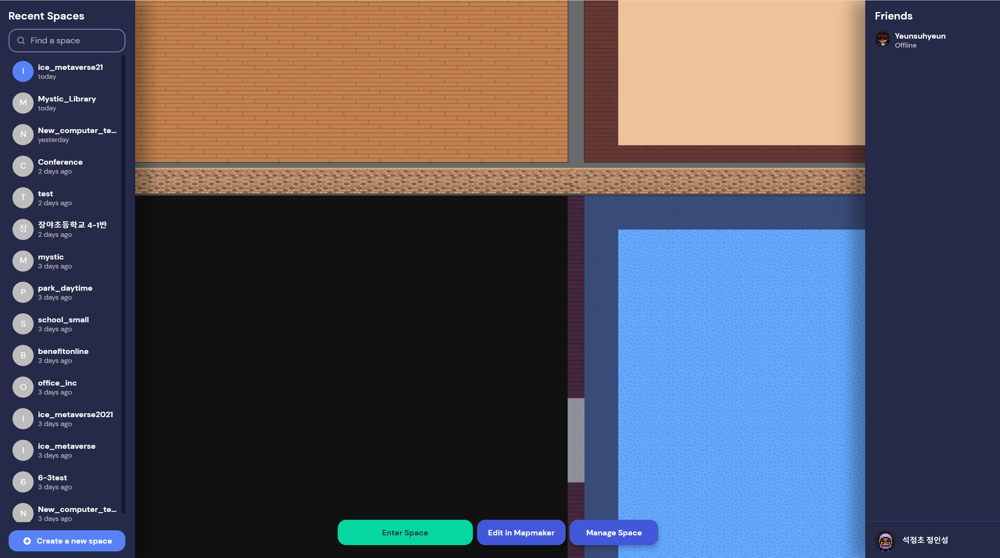 Recent Spaces
Find a space
I
ice_metaverse21
today
M
Mystic_Library
today
N
New_computer_te...
yesterday
C
Conference
2 days ago
T
test
2 days ago
장
장야초등학교 4-1반
2 days ago
M
mystic
3 days ago
P
park_daytime
3 days ago
S
school_small
3 days ago
B
benefitonline
3 days ago
O
office_inc
3 days ago
I
ice_metaverse2021
3 days ago
I
ice_metaverse
3 days ago
6
6-3test
3 days ago
N
New_computer_te...
3 days ago
Create a new space
Enter Space
Edit in Mapmaker
Manage Space
Friends
Yeunsuhyeun
Offline
석정초 정인성